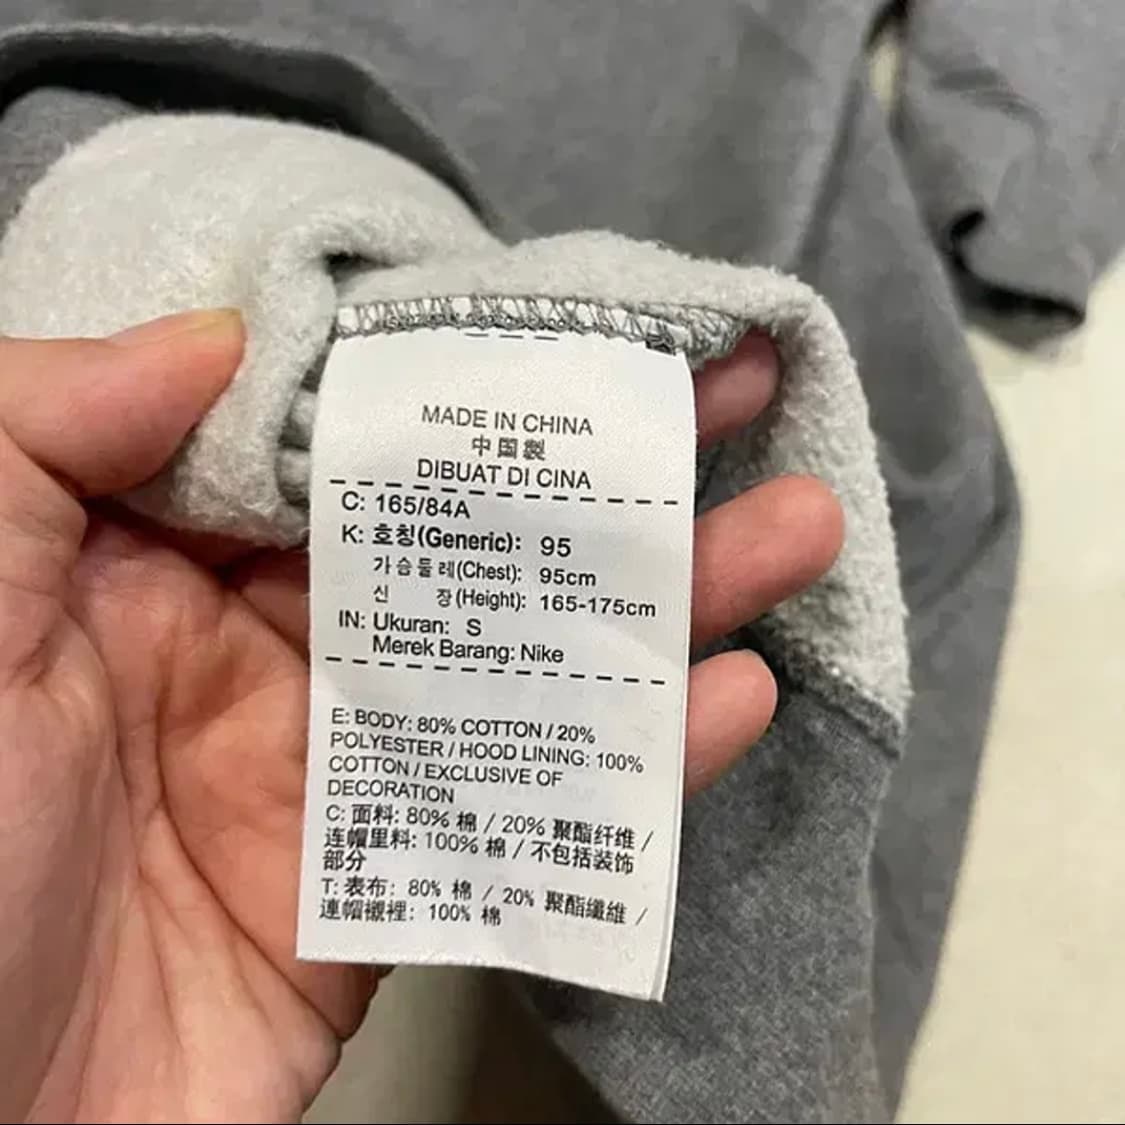 MADE IN CHINA
中国製
DIBUAT DI CINA
C: 165/84A
K: 호칭(Generic): 95
가슴둘레(Chest): 95cm
신 장(Height): 165-175cm
IN: Ukuran: S
Merek Barang: Nike
E: BODY: 80% COTTON / 20%
POLYESTER / HOOD LINING: 100%
COTTON / EXCLUSIVE OF
DECORATION
C: 面料: 80% 棉 / 20% 聚酯纤维 /
连帽里料: 100% 棉 / 不包括装饰
部分
T: 表布: 80% 棉 / 20% 聚酯纖維 /
連帽襯裡: 100% 棉